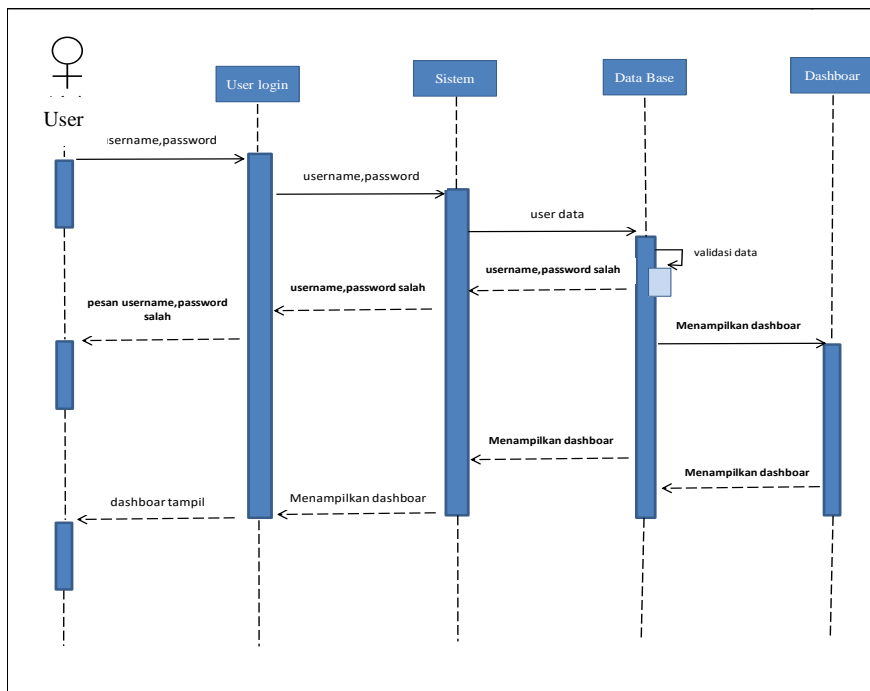 User login
Sistem
Data Base
Dashboar
User
username,password
username,password
user data
validasi data
username,password salah
username,password salah
pesan username,password
salah
Menampilkan dashboar
Menampilkan dashboar
Menampilkan dashboar
Menampilkan dashboar
dashboar tampil